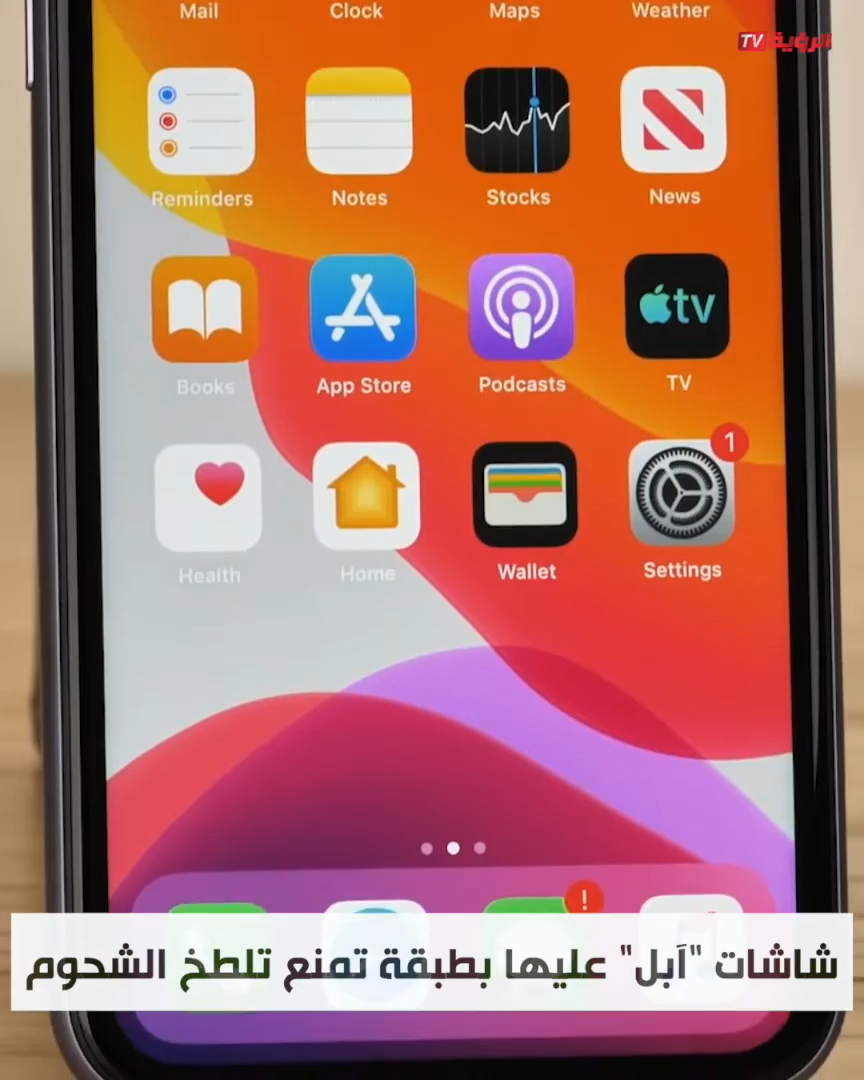 Mail Clock Maps Weather
الرؤية TV
Reminders Notes Stocks News
tv
Books App Store Podcasts TV
1
Health Home Wallet Settings
!
شاشات "آبل" عليها بطبقة تمنع تلطخ الشحوم